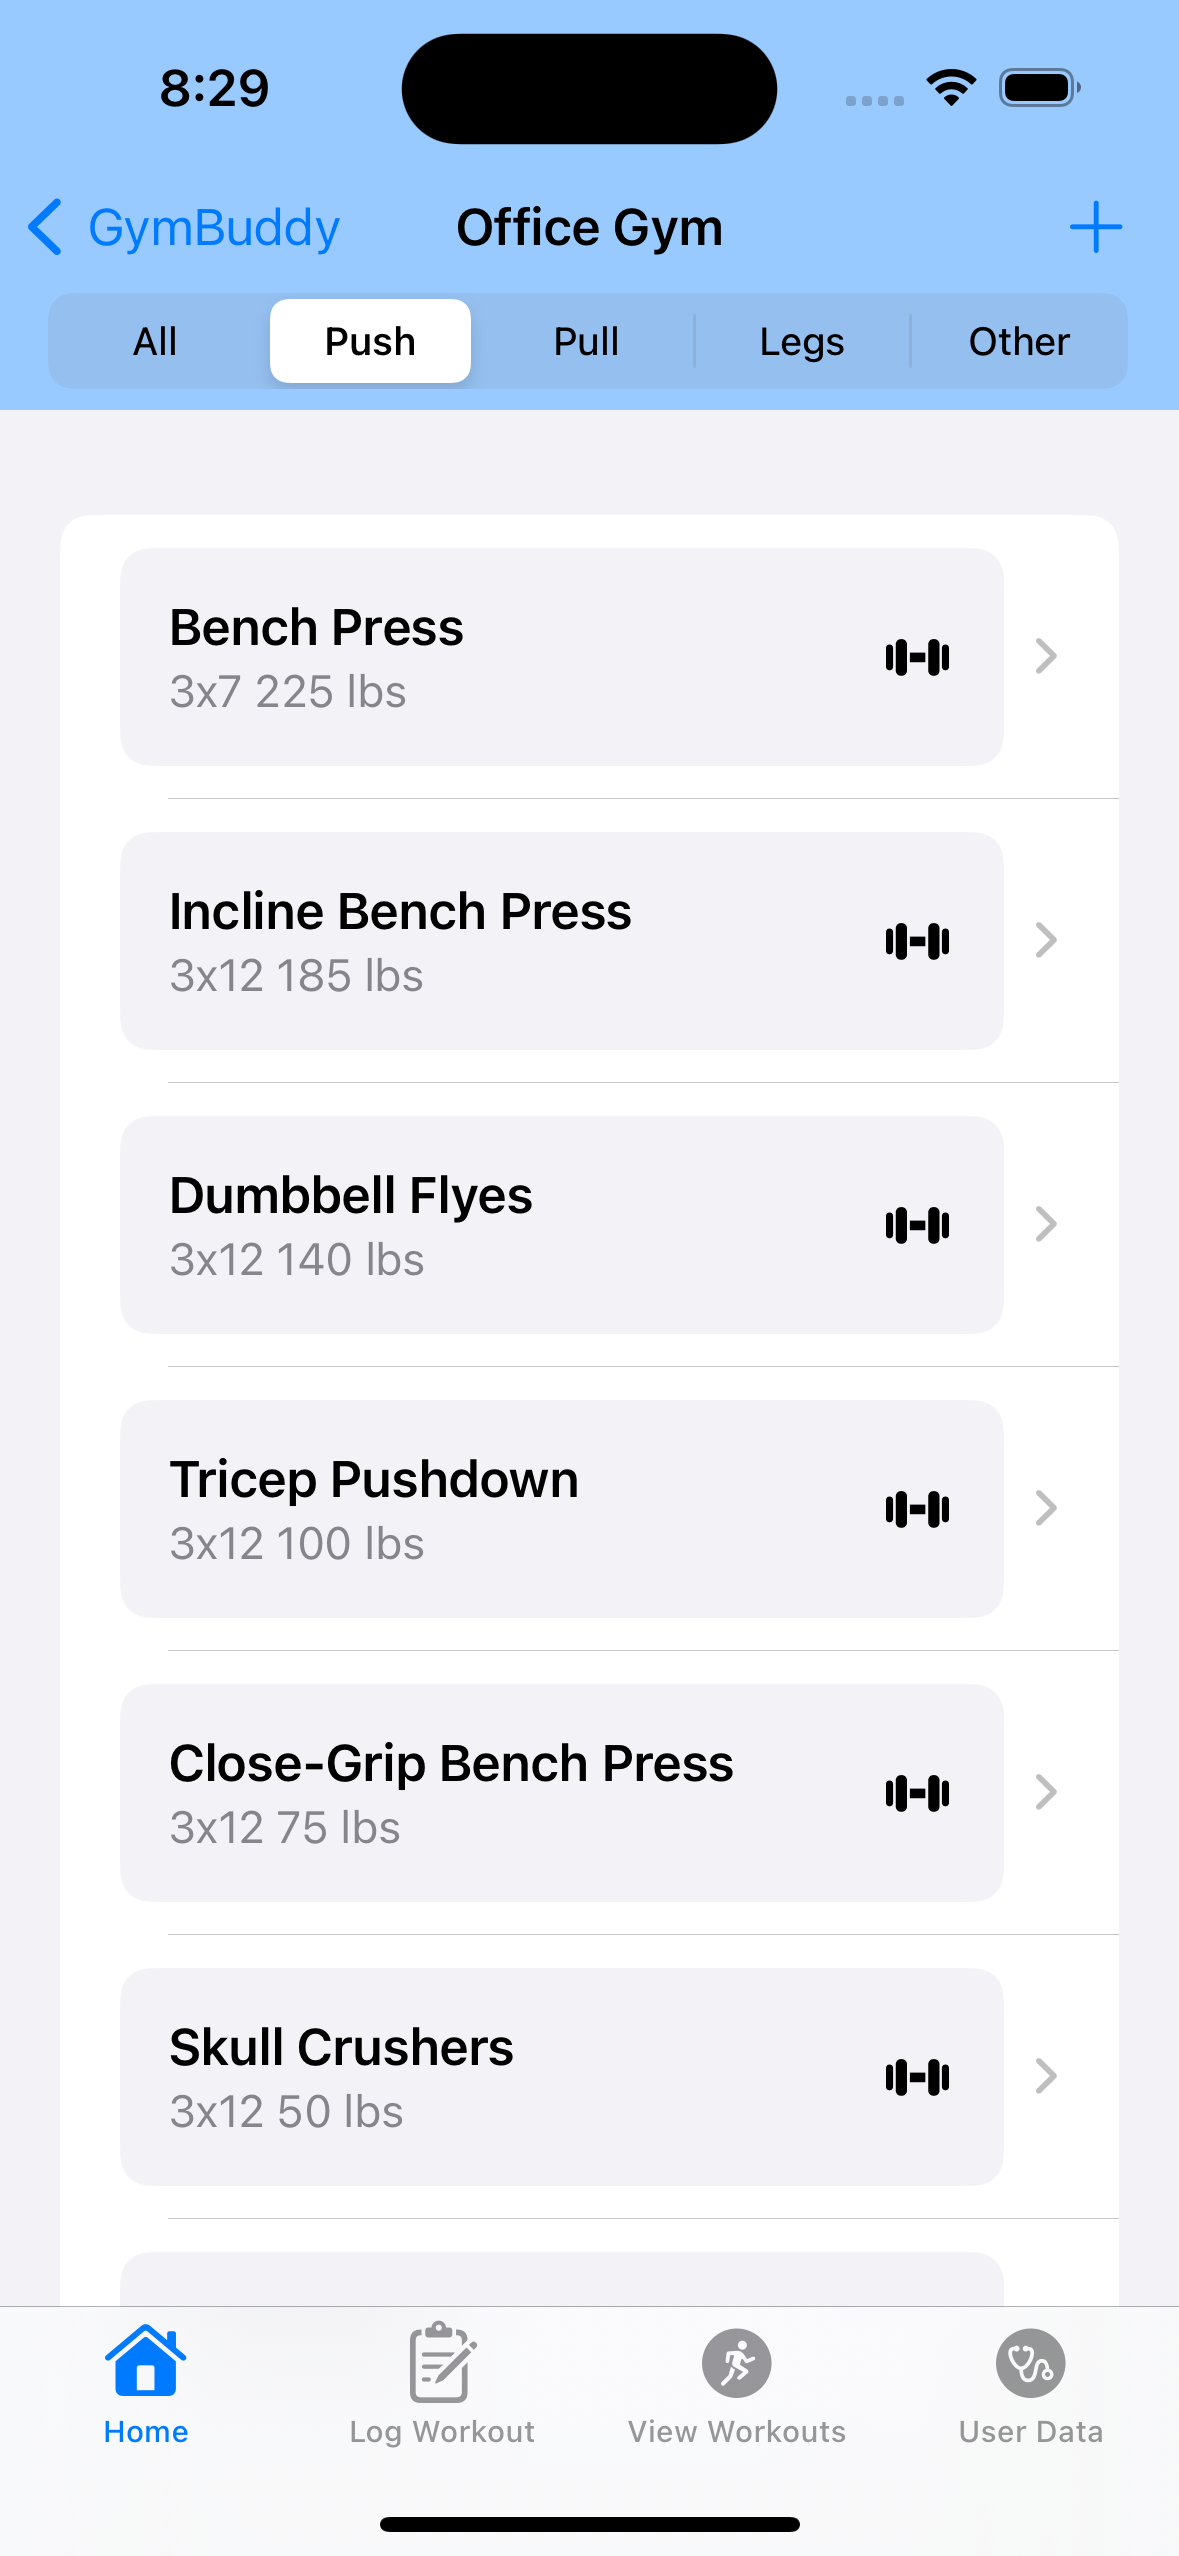 8:29
GymBuddy
Office Gym
All
Push
Pull
Legs
Other
Bench Press
3x7 225 lbs
Incline Bench Press
3x12 185 lbs
Dumbbell Flyes
3x12 140 lbs
Tricep Pushdown
3x12 100 lbs
Close-Grip Bench Press
3x12 75 lbs
Skull Crushers
3x12 50 lbs
Home
Log Workout
View Workouts
User Data